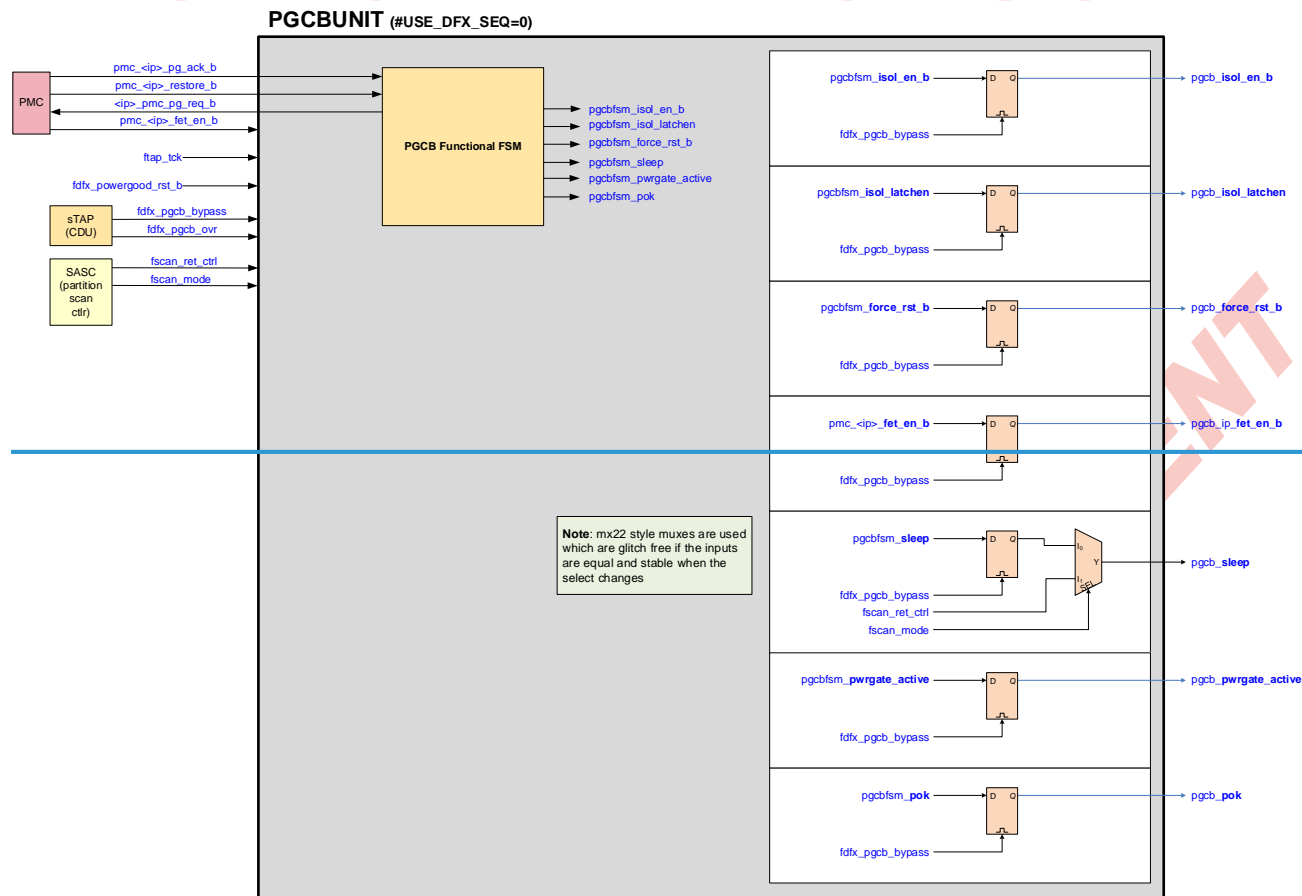 PGCBUNIT (#USE_DFX_SEQ=0)
PMC
pmc_<ip>_pg_ack_b
pmc_<ip>_restore_b
<ip>_pmc_pg_req_b
pmc_<ip>_fet_en_b
ftap_tck
fdfx_powergood_rst_b
sTAP
(CDU)
fdfx_pgcb_bypass
fdfx_pgcb_ovr
SASC
(partition
scan
ctlr)
fscan_ret_ctrl
fscan_mode
PGCB Functional FSM
pgcbfsm_isol_en_b
pgcbfsm_isol_latchen
pgcbfsm_force_rst_b
pgcbfsm_sleep
pgcbfsm_pwrgate_active
pgcbfsm_pok
Note: mx22 style muxes are used
which are glitch free if the inputs
are equal and stable when the
select changes
pgcbfsm_isol_en_b D Q pgcb_isol_en_b
fdfx_pgcb_bypass
pgcbfsm_isol_latchen D Q pgcb_isol_latchen
fdfx_pgcb_bypass
pgcbfsm_force_rst_b D Q pgcb_force_rst_b
fdfx_pgcb_bypass
pmc_<ip>_fet_en_b D Q pgcb_ip_fet_en_b
fdfx_pgcb_bypass
pgcbfsm_sleep D Q I0 Y pgcb_sleep
fdfx_pgcb_bypass I1 SEL
fscan_ret_ctrl
fscan_mode
pgcbfsm_pwrgate_active D Q pgcb_pwrgate_active
fdfx_pgcb_bypass
pgcbfsm_pok D Q pgcb_pok
fdfx_pgcb_bypass
ENT